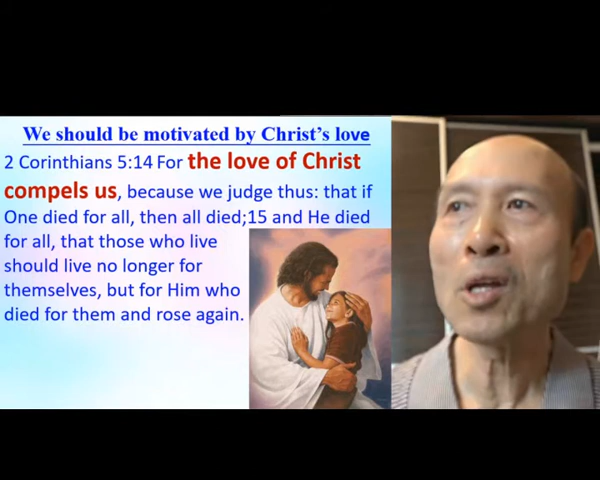 We should be motivated by Christ's love
2 Corinthians 5:14 For the love of Christ
compels us, because we judge thus: that if
One died for all, then all died;15 and He died
for all, that those who live
should live no longer for
themselves, but for Him who
died for them and rose again.